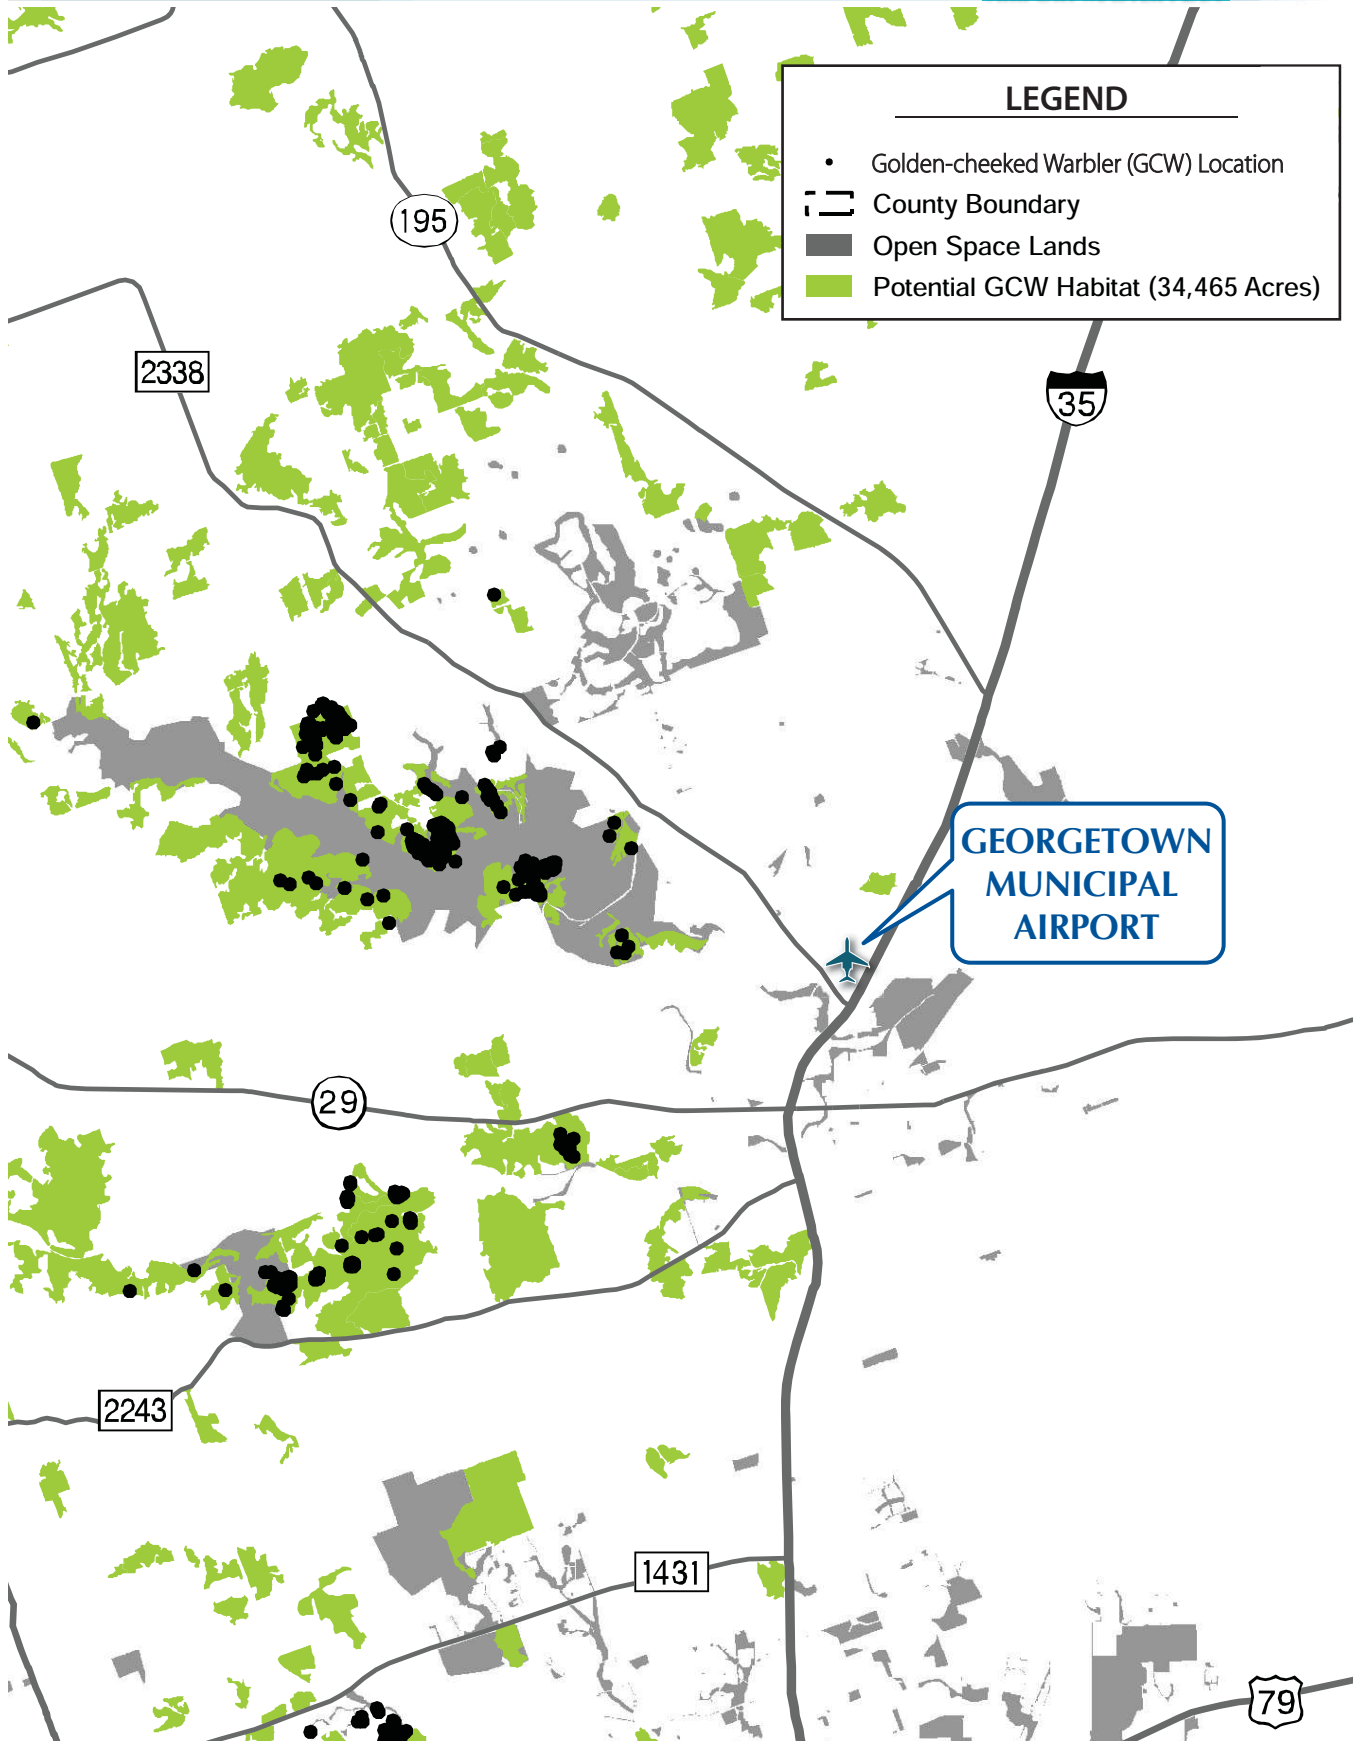 LEGEND
Golden-cheeked Warbler (GCW) Location
County Boundary
Open Space Lands
Potential GCW Habitat (34,465 Acres)
195
2338
35
GEORGETOWN
MUNICIPAL
AIRPORT
29
2243
1431
79